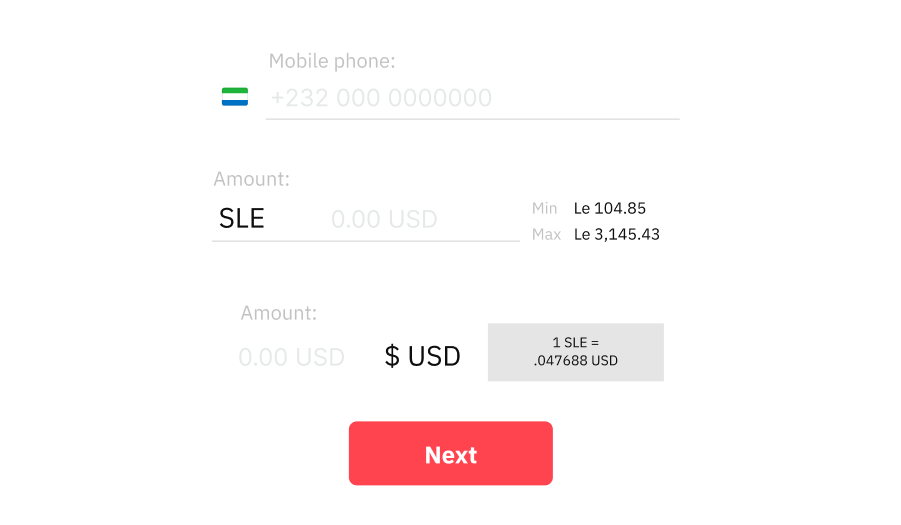 Mobile phone:
+232 000 0000000
Amount:
SLE 0.00 USD
Min Le 104.85
Max Le 3,145.43
Amount:
0.00 USD $ USD
1 SLE =
.047688 USD
Next